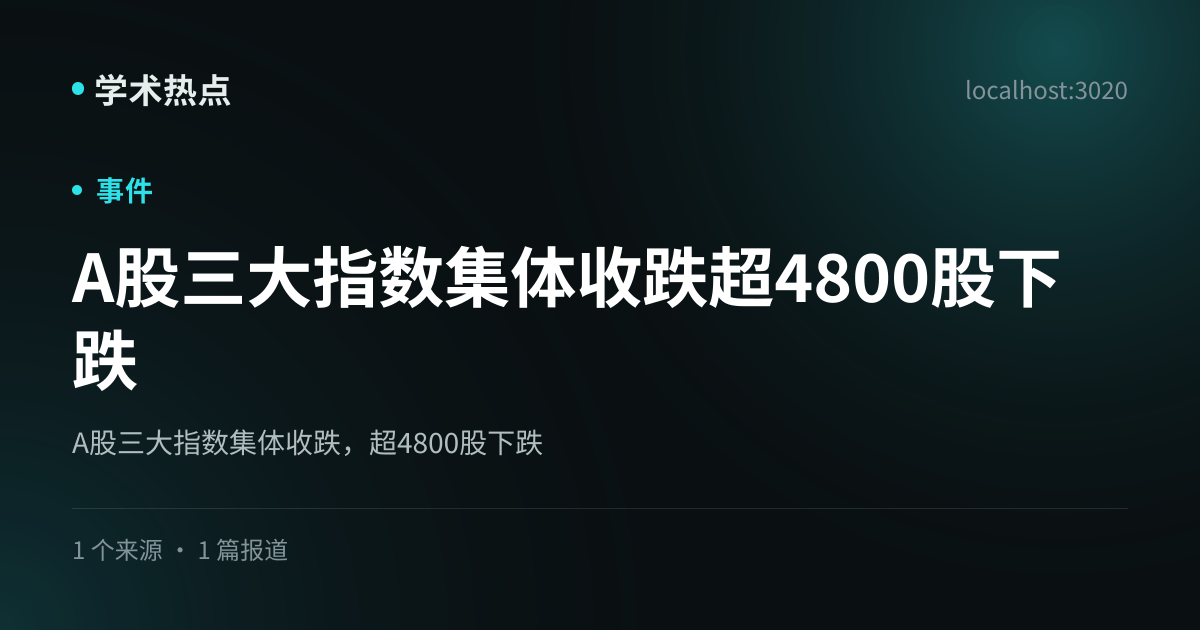 学术热点
localhost:3020
事件
A股三大指数集体收跌超4800股下
跌
A股三大指数集体收跌，超4800股下跌
1 个来源 · 1 篇报道